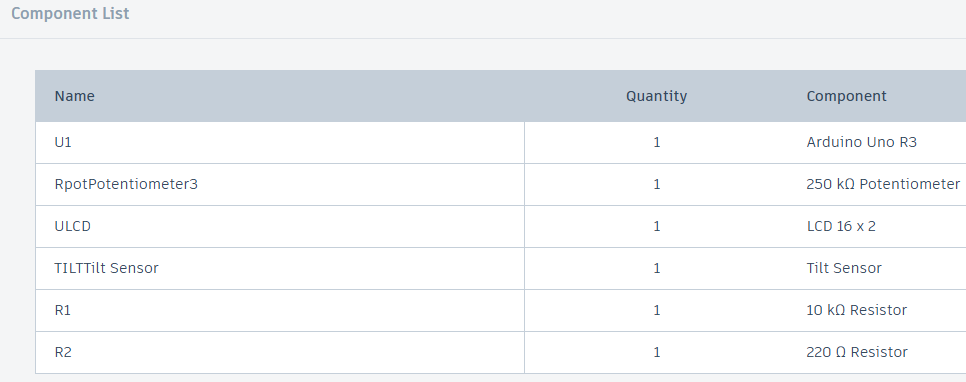 Component List
Name Quantity Component
U1 1 Arduino Uno R3
RpotPotentiometer3 1 250 kΩ Potentiometer
ULCD 1 LCD 16 x 2
TILTTilt Sensor 1 Tilt Sensor
R1 1 10 kΩ Resistor
R2 1 220 Ω Resistor